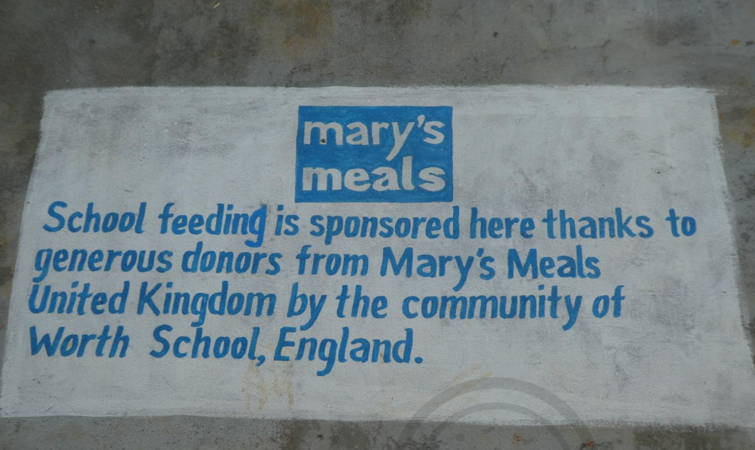 mary's
meals
School feeding is sponsored here thanks to
generous donors from Mary's Meals
United Kingdom by the community of
Worth School, England.